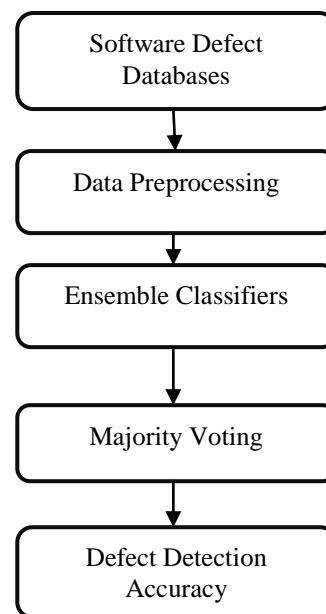 Software Defect
Databases
Data Preprocessing
Ensemble Classifiers
Majority Voting
Defect Detection
Accuracy